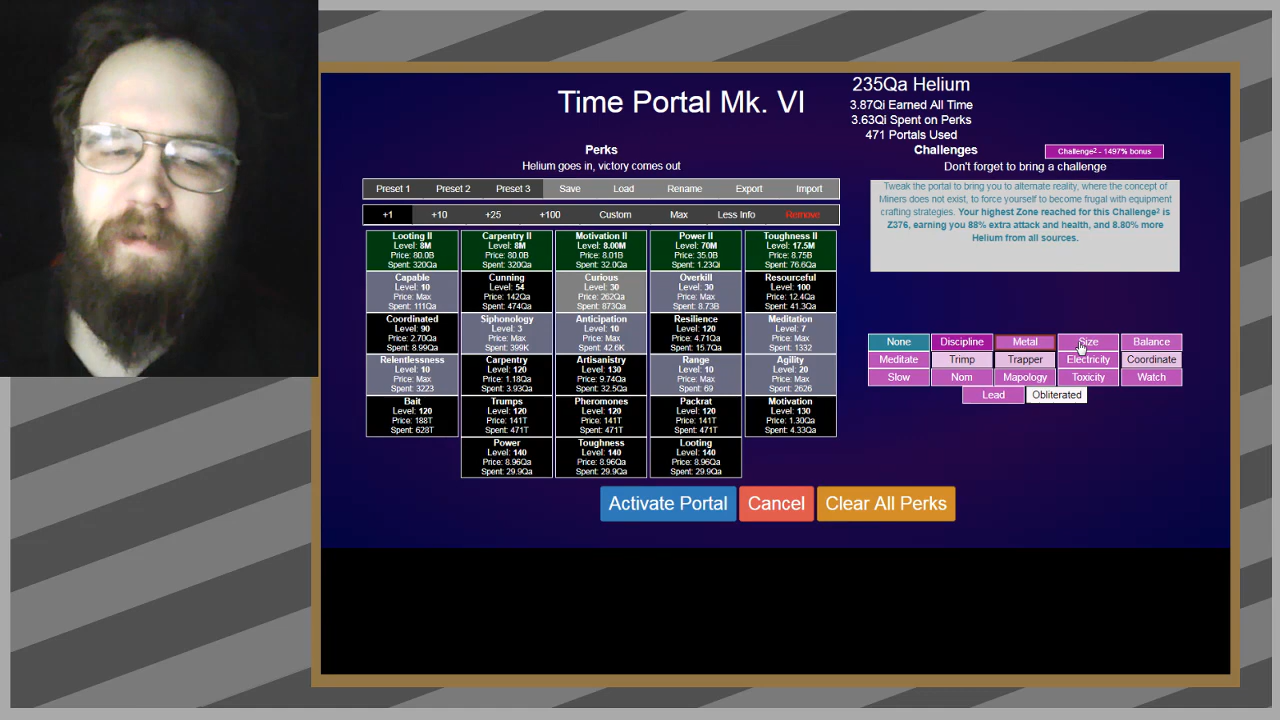 Time Portal Mk. VI
235Qa Helium
3.87Qi Earned All Time
3.63Qi Spent on Perks
471 Portals Used
Perks
Helium goes in, victory comes out
Preset 1 Preset 2 Preset 3 Save Load Rename Export Import
+1 +10 +25 +100 Custom Max Less Info Remove
Looting II Carpentry II Motivation II Power II Toughness II
Level: 8M Level: 8M Level: 8.00M Level: 70M Level: 17.5M
Price: 80.0B Price: 80.0B Price: 8.01B Price: 35.0B Price: 8.75B
Spent: 320Qa Spent: 320Qa Spent: 32.0Qa Spent: 1.23Qi Spent: 76.6Qa
Capable Cunning Curious Overkill Resourceful
Level: 10 Level: 54 Level: 30 Level: 30 Level: 100
Price: Max Price: 142Qa Price: 262Qa Price: Max Price: 12.4Qa
Spent: 111Qa Spent: 474Qa Spent: 873Qa Spent: 8.73B Spent: 41.3Qa
Coordinated Siphonology Anticipation Resilience Meditation
Level: 90 Level: 3 Level: 10 Level: 120 Level: 7
Price: 2.70Qa Price: Max Price: Max Price: 4.71Qa Price: Max
Spent: 8.99Qa Spent: 399K Spent: 42.6K Spent: 15.7Qa Spent: 1332
Relentlessness Carpentry Artisanistry Range Agility
Level: 10 Level: 120 Level: 130 Level: 10 Level: 20
Price: Max Price: 1.18Qa Price: 9.74Qa Price: Max Price: Max
Spent: 3223 Spent: 3.93Qa Spent: 32.5Qa Spent: 69 Spent: 2626
Bait Trumps Pheromones Packrat Motivation
Level: 120 Level: 120 Level: 120 Level: 120 Level: 130
Price: 188T Price: 141T Price: 141T Price: 141T Price: 1.30Qa
Spent: 628T Spent: 471T Spent: 471T Spent: 471T Spent: 4.33Qa
Power Toughness Looting
Level: 140 Level: 140 Level: 140
Price: 8.96Qa Price: 8.96Qa Price: 8.96Qa
Spent: 29.9Qa Spent: 29.9Qa Spent: 29.9Qa
Challenges
Challenge² - 1497% bonus
Don't forget to bring a challenge
Tweak the portal to bring you to alternate reality, where the concept of
Miners does not exist, to force yourself to become frugal with equipment
crafting strategies. Your highest Zone reached for this Challenge² is
Z376, earning you 88% extra attack and health, and 8.80% more
Helium from all sources.
None Discipline Metal Size Balance
Meditate Trimp Trapper Electricity Coordinate
Slow Nom Mapology Toxicity Watch
Lead Obliterated
Activate Portal Cancel Clear All Perks